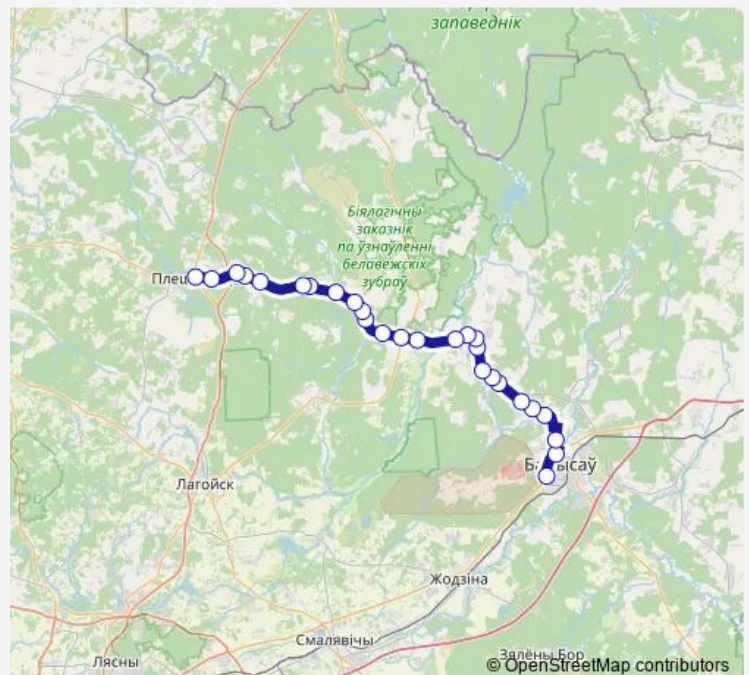 запаведнік
Біялагічны
заказнік
па ўзнаўленні
белавежскіх
зуброў
Лагойск
Жодзіна
Смалявічы
Зялёны Бор
Лясны
© OpenStreetMap contributors